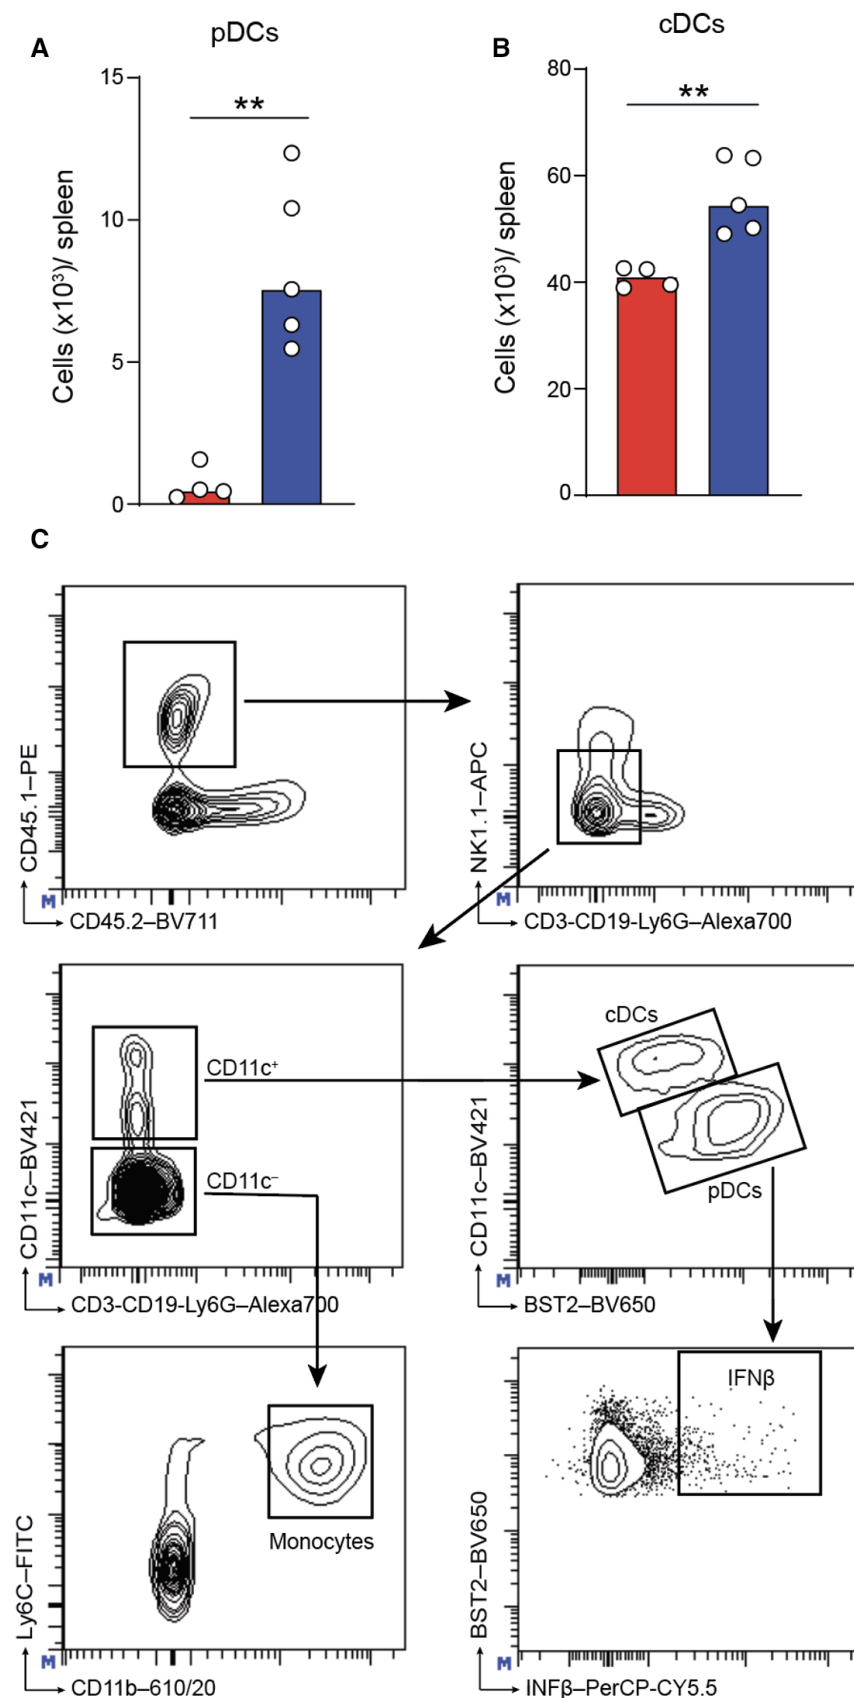 A
pDCs
Cells (x10³)/ spleen
15
10
5
0
**
B
cDCs
Cells (x10³)/ spleen
80
60
40
20
0
**
C
CD45.1–PE
M
CD45.2–BV711
NK1.1–APC
M
CD3-CD19-Ly6G–Alexa700
CD11c–BV421
CD11c⁺
CD11c⁻
M
CD3-CD19-Ly6G–Alexa700
CD11c–BV421
cDCs
pDCs
M
BST2–BV650
Ly6C–FITC
Monocytes
M
CD11b–610/20
BST2–BV650
IFNβ
M
INFβ–PerCP-CY5.5